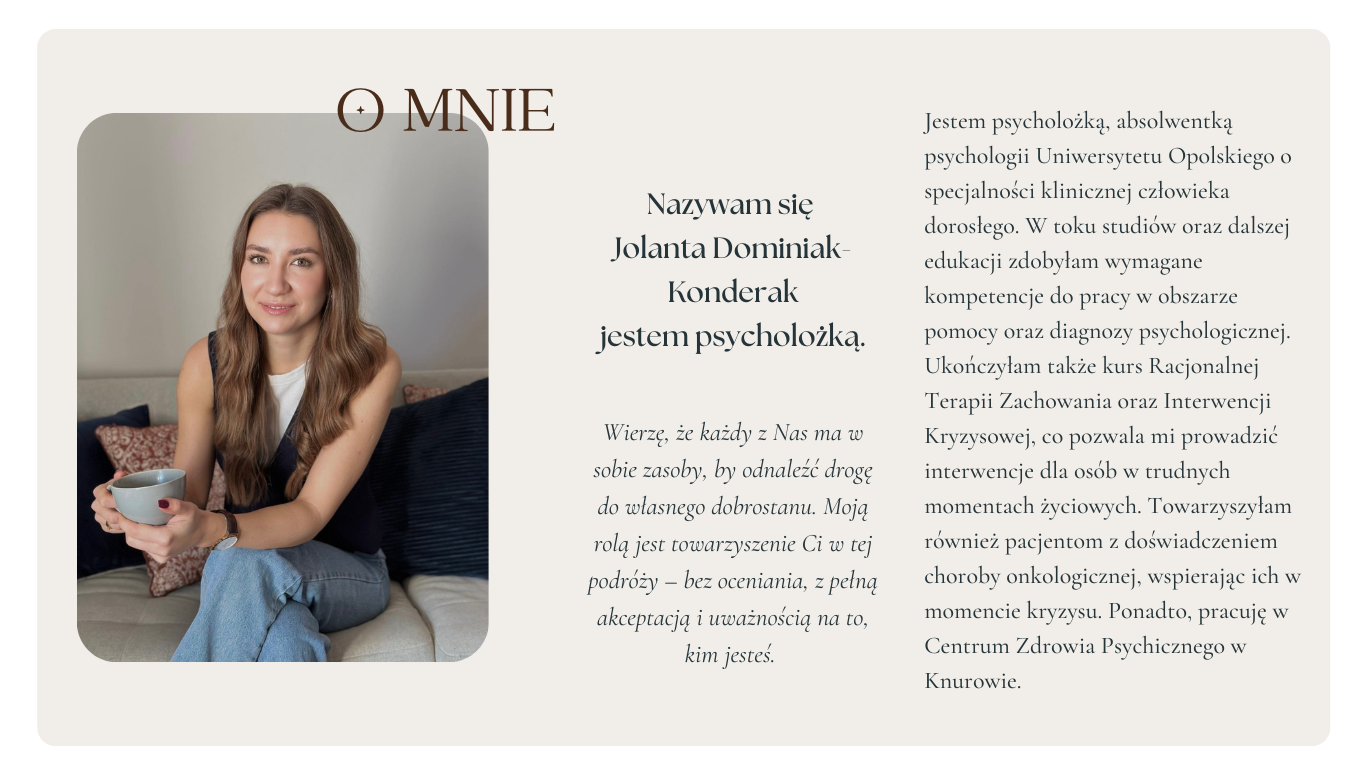 O MNIE
Nazywam się
Jolanta Dominiak-
Konderak
jestem psycholożką.
Wierzę, że każdy z Nas ma w
sobie zasoby, by odnaleźć drogę
do własnego dobrostanu. Moją
rolą jest towarzyszenie Ci w tej
podróży – bez oceniania, z pełną
akceptacją i uważnością na to,
kim jesteś.
Jestem psycholożką, absolwentką
psychologii Uniwersytetu Opolskiego o
specjalności klinicznej człowieka
dorosłego. W toku studiów oraz dalszej
edukacji zdobyłam wymagane
kompetencje do pracy w obszarze
pomocy oraz diagnozy psychologicznej.
Ukończyłam także kurs Racjonalnej
Terapii Zachowania oraz Interwencji
Kryzysowej, co pozwala mi prowadzić
interwencje dla osób w trudnych
momentach życiowych. Towarzyszyłam
również pacjentom z doświadczeniem
choroby onkologicznej, wspierając ich w
momencie kryzysu. Ponadto, pracuję w
Centrum Zdrowia Psychicznego w
Knurowie.